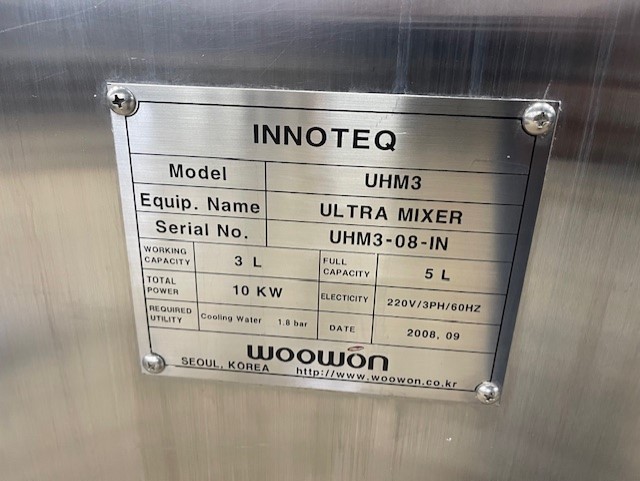 INNOTEQ
Model UHM3
Equip. Name ULTRA MIXER
Serial No. UHM3-08-IN
WORKING CAPACITY 3 L FULL CAPACITY 5 L
TOTAL POWER 10 KW ELECTICITY 220V/3PH/60HZ
REQUIRED UTILITY Cooling Water 1.8 bar DATE 2008, 09
woowon
SEOUL, KOREA http://www.woowon.co.kr